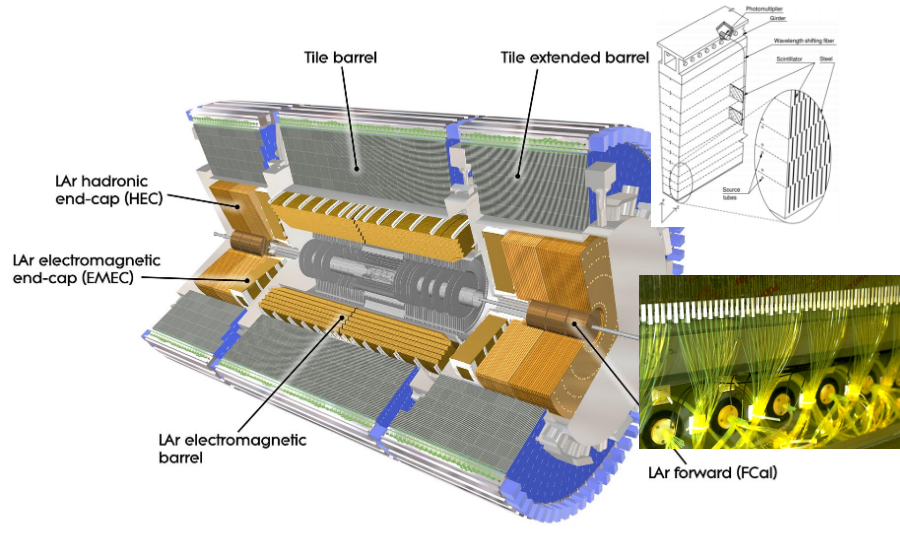 Photomultiplier
Girder
Wavelength shifting fiber
Scintillator
Steel
Source
tubes
Tile barrel
Tile extended barrel
LAr hadronic
end-cap (HEC)
LAr electromagnetic
end-cap (EMEC)
LAr electromagnetic
barrel
LAr forward (FCal)